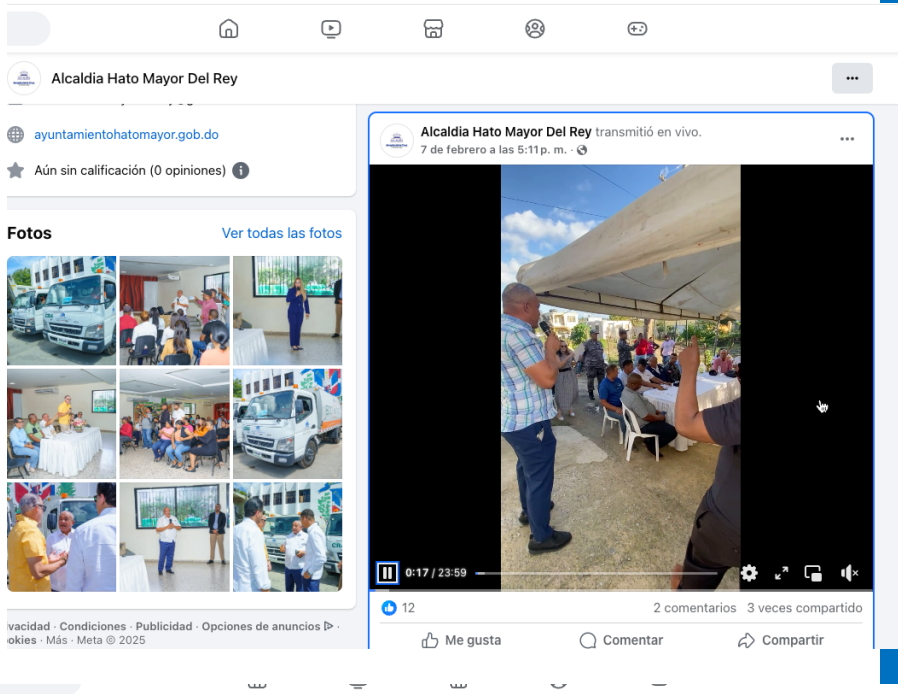 Alcaldia Hato Mayor Del Rey
ayuntamientohatomayor.gob.do
Aún sin calificación (0 opiniones)
Fotos
Ver todas las fotos
vacidad · Condiciones · Publicidad · Opciones de anuncios ·
okies · Más · Meta © 2025
Alcaldia Hato Mayor Del Rey transmitió en vivo.
7 de febrero a las 5:11 p. m. ·
0:17 / 23:59
12
2 comentarios 3 veces compartido
Me gusta
Comentar
Compartir